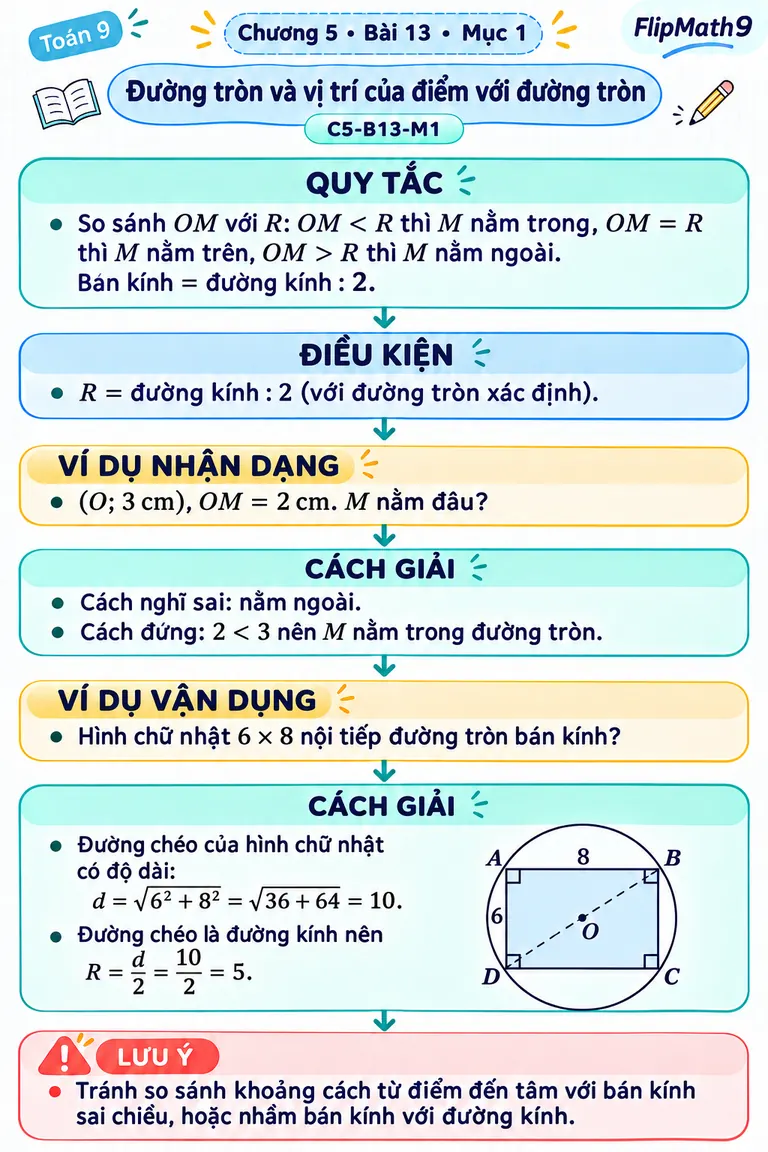 Toán 9
Chương 5 • Bài 13 • Mục 1
FlipMath9
Đường tròn và vị trí của điểm với đường tròn
C5-B13-M1
QUY TẮC
• So sánh OM với R: OM < R thì M nằm trong, OM = R
thì M nằm trên, OM > R thì M nằm ngoài.
Bán kính = đường kính : 2.
ĐIỀU KIỆN
• R = đường kính : 2 (với đường tròn xác định).
VÍ DỤ NHẬN DẠNG
• (O; 3 cm), OM = 2 cm. M nằm đâu?
CÁCH GIẢI
• Cách nghĩ sai: nằm ngoài.
• Cách đứng: 2 < 3 nên M nằm trong đường tròn.
VÍ DỤ VẬN DỤNG
• Hình chữ nhật 6 × 8 nội tiếp đường tròn bán kính?
CÁCH GIẢI
• Đường chéo của hình chữ nhật
có độ dài:
d = √(6² + 8²) = √(36 + 64) = 10.
• Đường chéo là đường kính nên
R = d/2 = 10/2 = 5.
A 8 B
6
O
D C
LƯU Ý
• Tránh so sánh khoảng cách từ điểm đến tâm với bán kính
sai chiều, hoặc nhầm bán kính với đường kính.